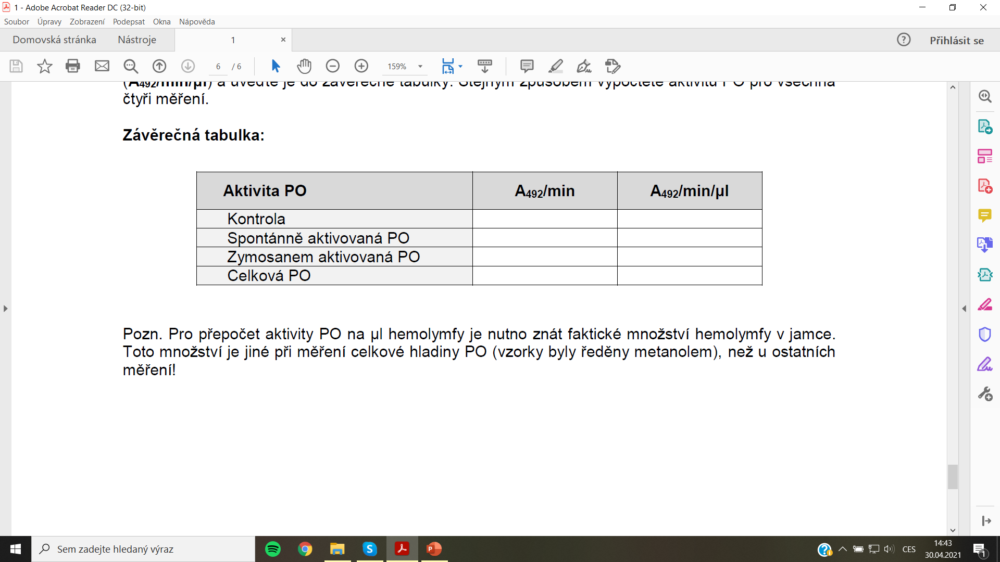 1 - Adobe Acrobat Reader DC (32-bit)
Soubor Úpravy Zobrazení Podepsat Okna Nápověda
Domovská stránka Nástroje 1 Přihlásit se
6 / 6 159%
(A492/min/µl) a uveďte je do závěrečné tabulky. Stejným způsobem vypočtete aktivitu PO pro všechna
čtyři měření.
Závěrečná tabulka:
Aktivita PO A492/min A492/min/µl
Kontrola
Spontánně aktivovaná PO
Zymosanem aktivovaná PO
Celková PO
Pozn. Pro přepočet aktivity PO na µl hemolymfy je nutno znát faktické množství hemolymfy v jamce.
Toto množství je jiné při měření celkové hladiny PO (vzorky byly ředěny metanolem), než u ostatních
měření!
Sem zadejte hledaný výraz
CES
14:43
30.04.2021
1